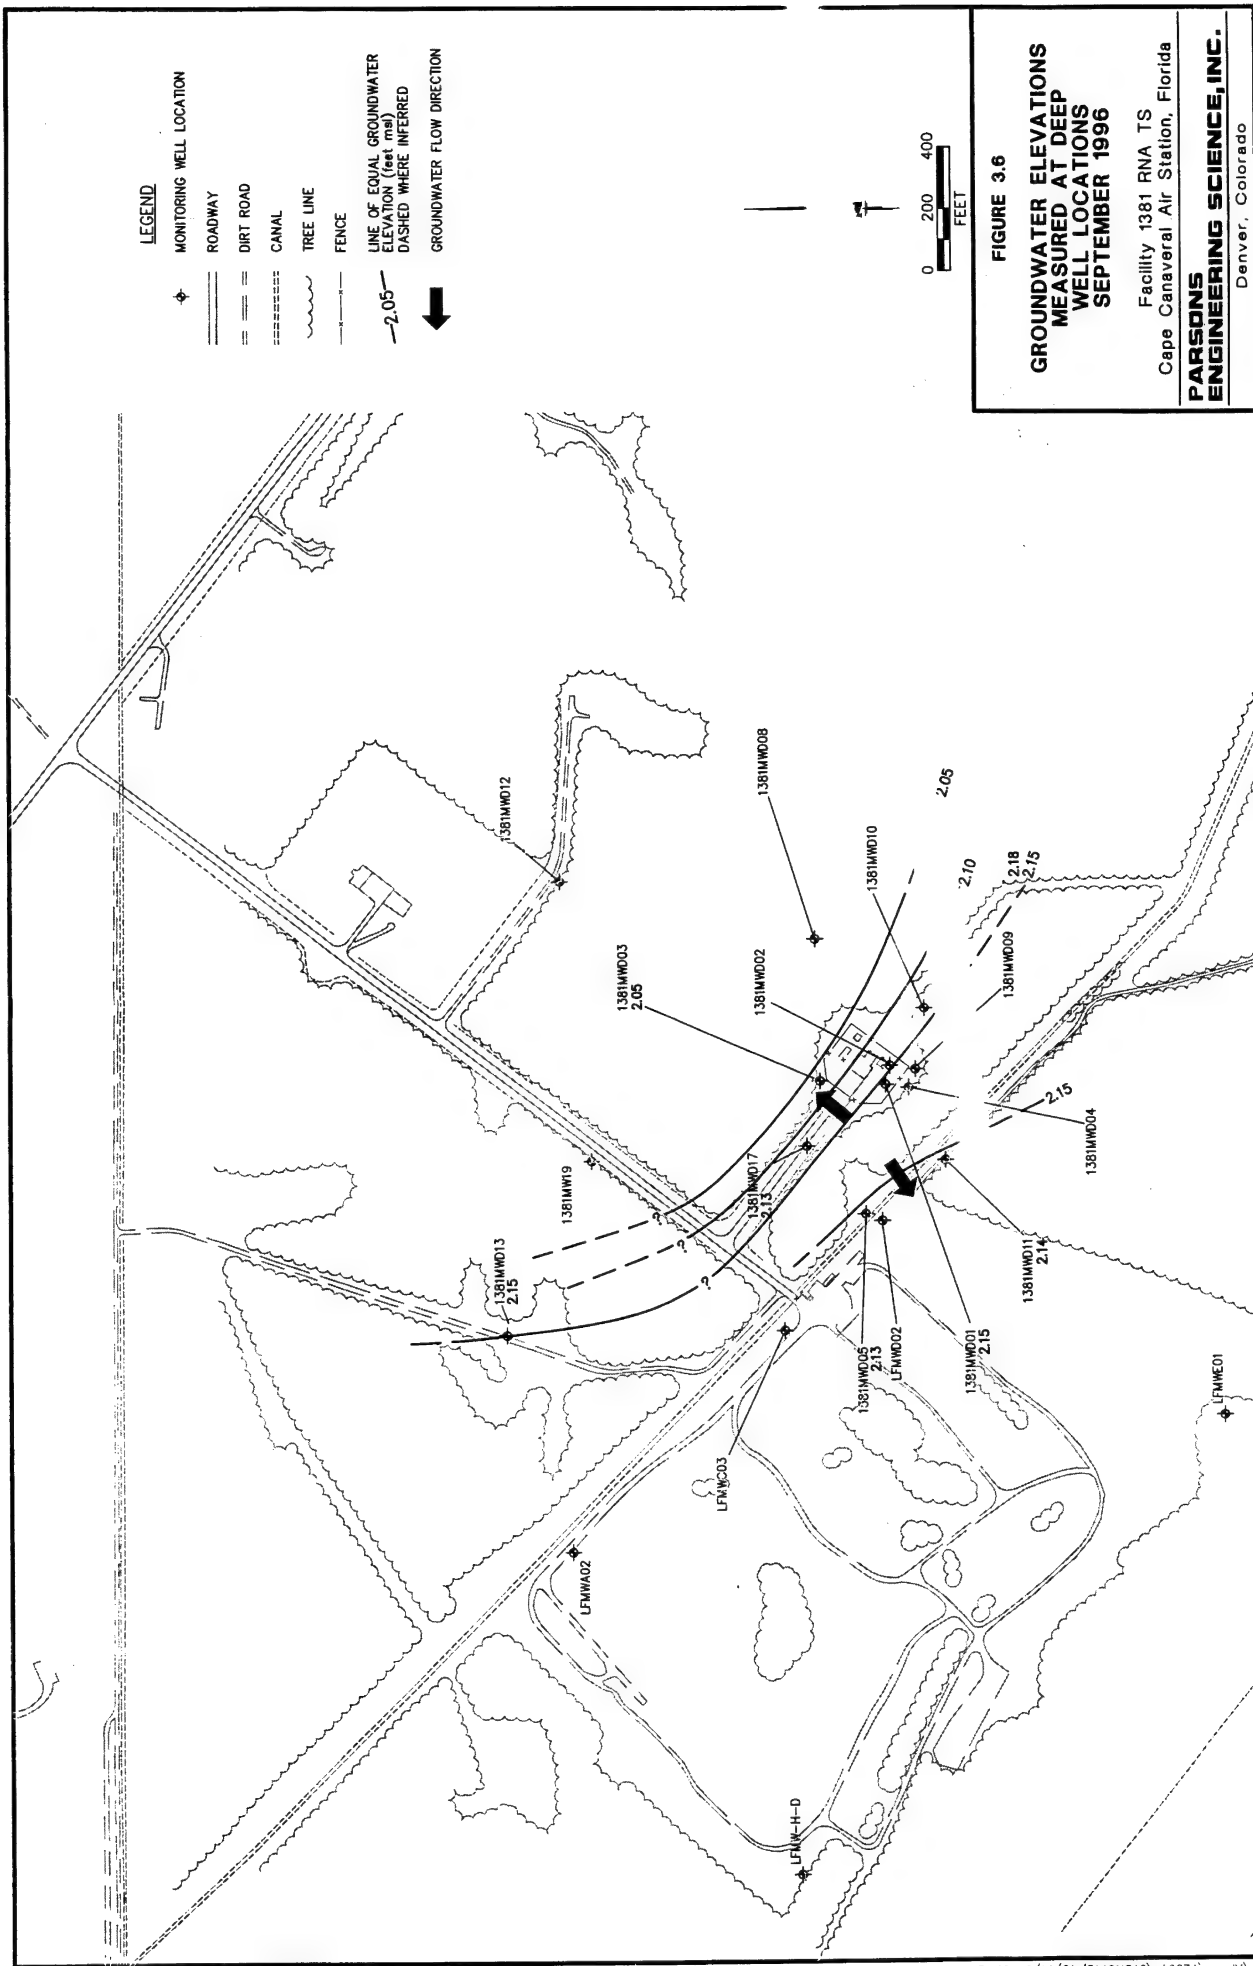 LEGEND
MONITORING WELL LOCATION
ROADWAY
DIRT ROAD
CANAL
TREE LINE
FENCE
2.05
LINE OF EQUAL GROUNDWATER
ELEVATION (feet msl)
DASHED WHERE INFERRED
GROUNDWATER FLOW DIRECTION
1381MWD12
1381MWD08
2.05
1381MWD10
2.10
2.18
2.15
1381MWD03
2.05
1381MWD02
1381MWD09
1381MW19
1381MWD17
2.13
2.15
1381MWD04
1381MWD13
2.15
?
?
?
1381MWD11
2.14
1381MWD05
2.13
LFMWD02
1381MWD01
2.15
LFMWE01
LFMWC03
LFMWA02
LFMW-H-D
0 200 400
FEET
FIGURE 3.6
GROUNDWATER ELEVATIONS
MEASURED AT DEEP
WELL LOCATIONS
SEPTEMBER 1996
Facility 1381 RNA TS
Cape Canaveral Air Station, Florida
PARSONS
ENGINEERING SCIENCE, INC.
Denver, Colorado